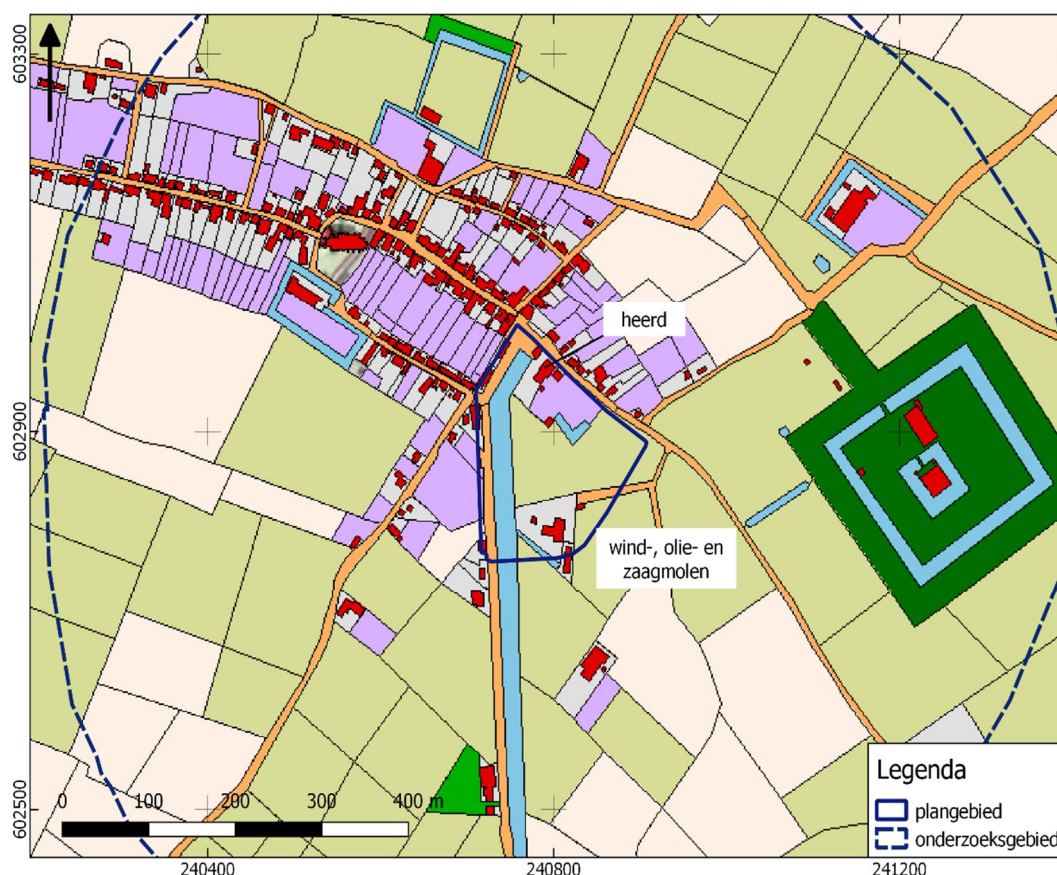 603300
602900
602500
heerd
wind-, olie- en
zaagmolen
0 100 200 300 400 m
240400 240800 241200
Legenda
plangebied
onderzoeksgebied